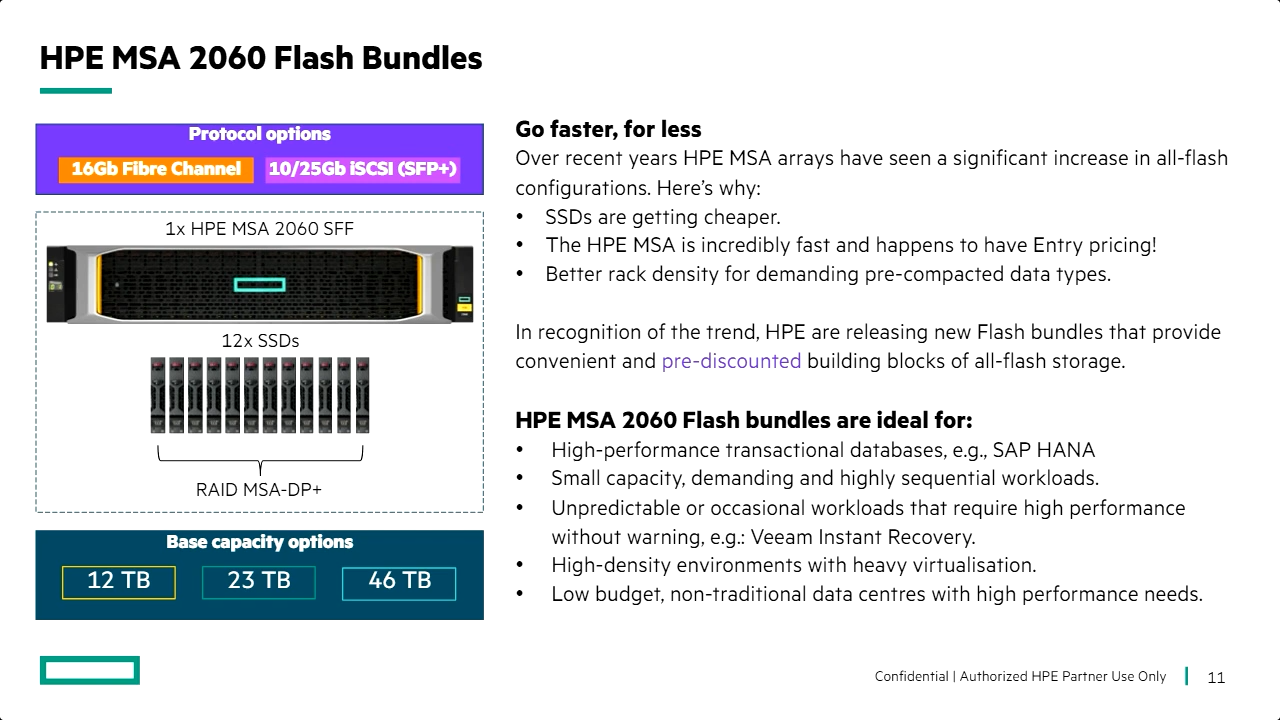 HPE MSA 2060 Flash Bundles
Protocol options
16Gb Fibre Channel
10/25Gb iSCSI (SFP+)
1x HPE MSA 2060 SFF
12x SSDs
RAID MSA-DP+
Base capacity options
12 TB
23 TB
46 TB
Go faster, for less
Over recent years HPE MSA arrays have seen a significant increase in all-flash
configurations. Here’s why:
• SSDs are getting cheaper.
• The HPE MSA is incredibly fast and happens to have Entry pricing!
• Better rack density for demanding pre-compacted data types.
In recognition of the trend, HPE are releasing new Flash bundles that provide
convenient and pre-discounted building blocks of all-flash storage.
HPE MSA 2060 Flash bundles are ideal for:
• High-performance transactional databases, e.g., SAP HANA
• Small capacity, demanding and highly sequential workloads.
• Unpredictable or occasional workloads that require high performance
without warning, e.g.: Veeam Instant Recovery.
• High-density environments with heavy virtualisation.
• Low budget, non-traditional data centres with high performance needs.
Confidential | Authorized HPE Partner Use Only
11